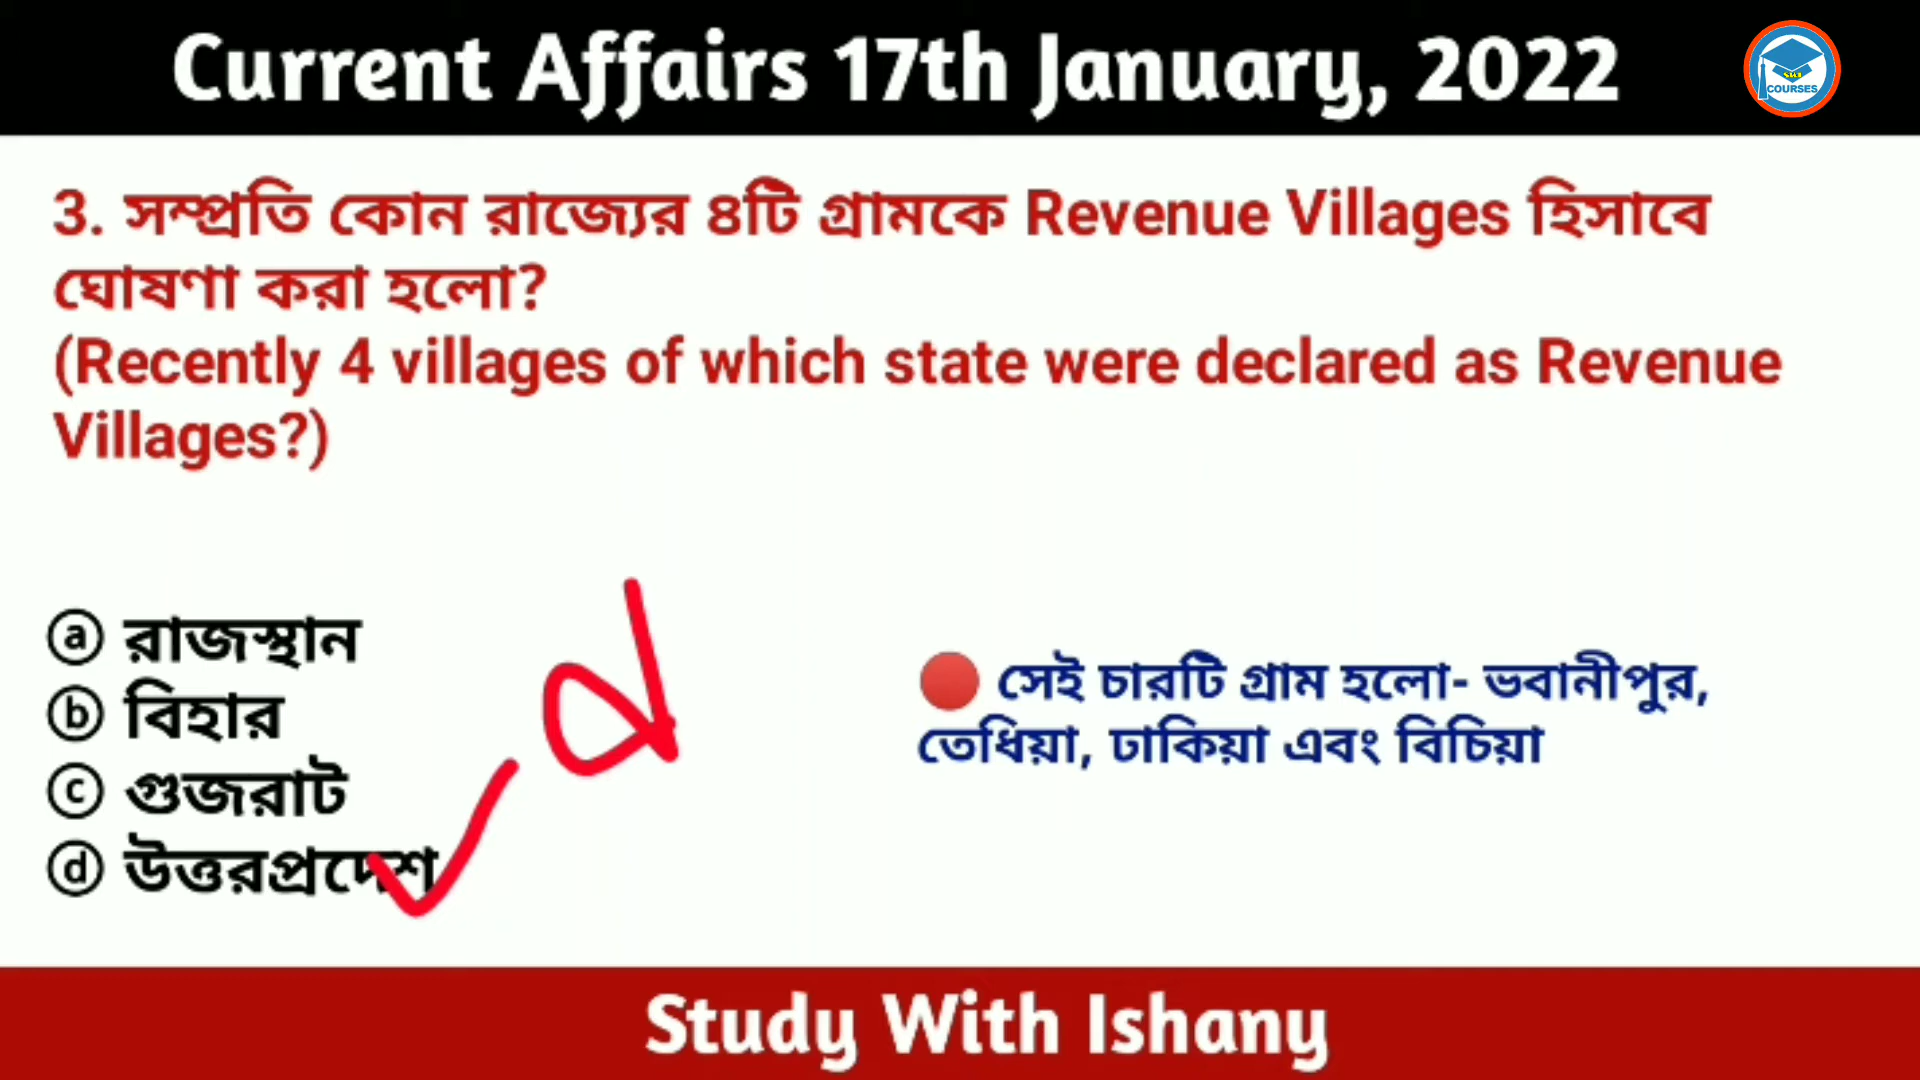 Current Affairs 17th January, 2022
SWI
COURSES
3. সম্প্রতি কোন রাজ্যের ৪টি গ্রামকে Revenue Villages হিসাবে
ঘোষণা করা হলো?
(Recently 4 villages of which state were declared as Revenue
Villages?)
ⓐ রাজস্থান
ⓑ বিহার
ⓒ গুজরাট
ⓓ উত্তরপ্রদেশ
d
🔴 সেই চারটি গ্রাম হলো- ভবানীপুর,
তেধিয়া, ঢাকিয়া এবং বিচিয়া
Study With Ishany